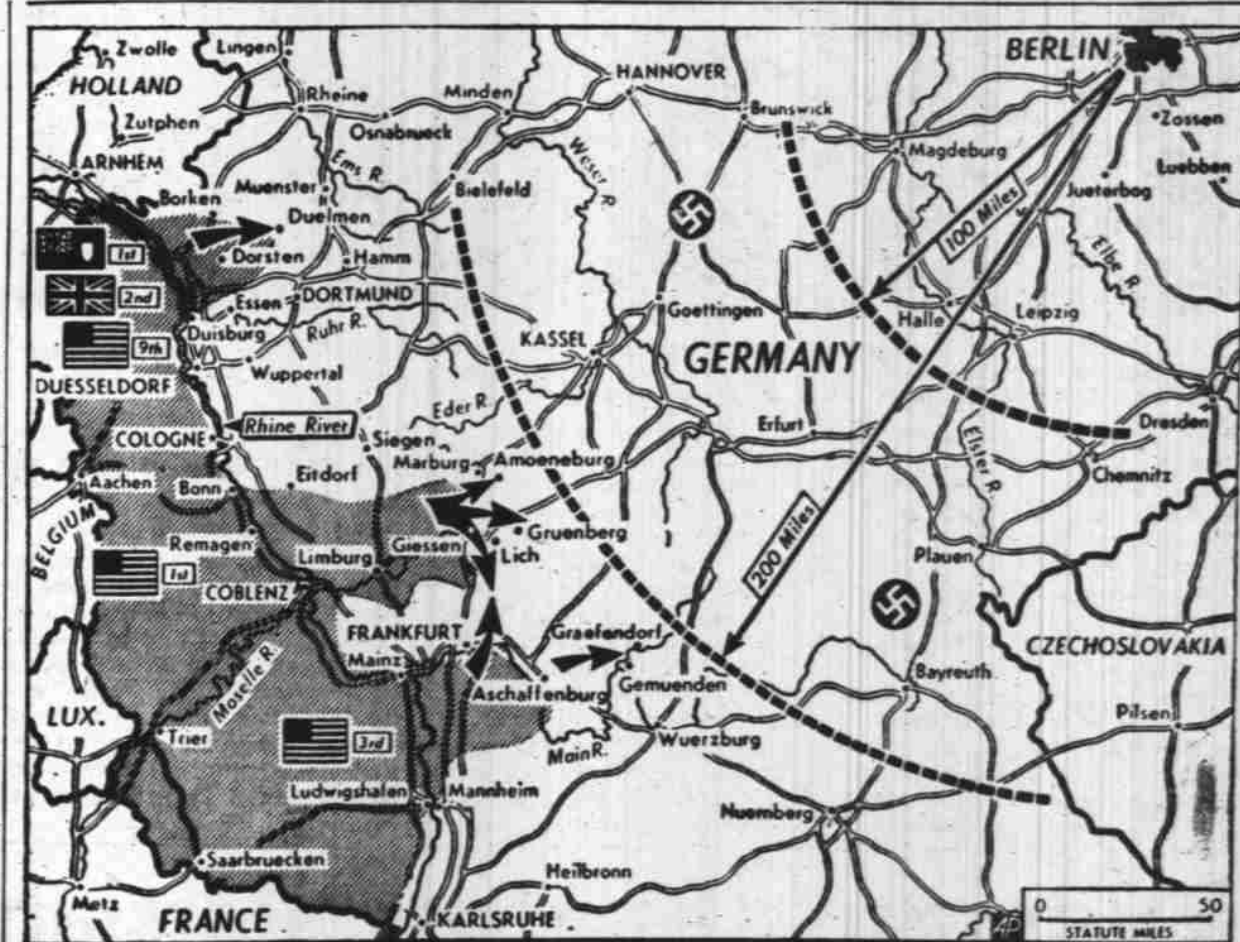 Zwolle
Lingen
HANNOVER
BERLIN
HOLLAND
Rheine
Minden
Brunswick
Zossen
Zutphen
Osnabrueck
Magdeburg
Luebben
ARNHEM
Ems R.
Weser R.
Jueterbog
Borken
Muenster
Bielefeld
100 Miles
Duelmen
Elbe R.
1st
Dorsten
Hamm
2nd
Essen
DORTMUND
Goettingen
Halle
Leipzig
9th
Duisburg
Ruhr R.
KASSEL
GERMANY
DUESSELDORF
Wuppertal
Eder R.
Rhine River
Erfurt
Dresden
COLOGNE
Siegen
Elster R.
Marburg
Amoeneburg
Chemnitz
Aachen
Bonn
Eitdorf
BELGIUM
Gruenberg
200 Miles
Remagen
Limburg
Giessen
Lich
Plauen
1st
COBLENZ
FRANKFURT
Graefendorf
CZECHOSLOVAKIA
Moselle R.
Mainz
Aschaffenburg
Gemuenden
Bayreuth
LUX.
Trier
3rd
Main R.
Wuerzburg
Pilsen
Ludwigshafen
Mannheim
Nuernberg
Saarbruecken
Heilbronn
Metz
FRANCE
KARLSRUHE
AP
0 50
STATUTE MILES